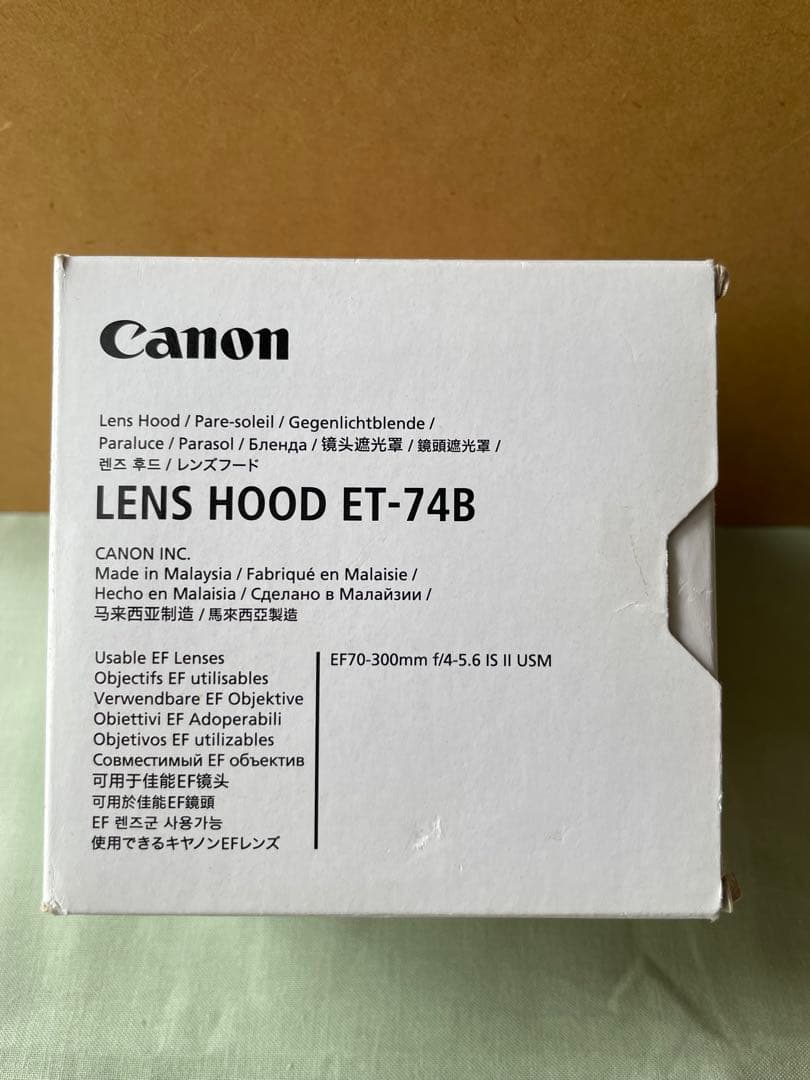 Canon
Lens Hood / Pare-soleil / Gegenlichtblende /
Paraluce / Parasol / Бленда / 镜头遮光罩 / 鏡頭遮光罩 /
렌즈 후드 / レンズフード
LENS HOOD ET-74B
CANON INC.
Made in Malaysia / Fabriqué en Malaisie /
Hecho en Malaisia / Сделано в Малайзии /
马来西亚制造 / 馬來西亞製造
Usable EF Lenses
Objectifs EF utilisables
Verwendbare EF Objektive
Obiettivi EF Adoperabili
Objetivos EF utilizables
Совместимый EF объектив
可用于佳能EF镜头
可用於佳能EF鏡頭
EF 렌즈군 사용가능
使用できるキヤノンEFレンズ
EF70-300mm f/4-5.6 IS II USM